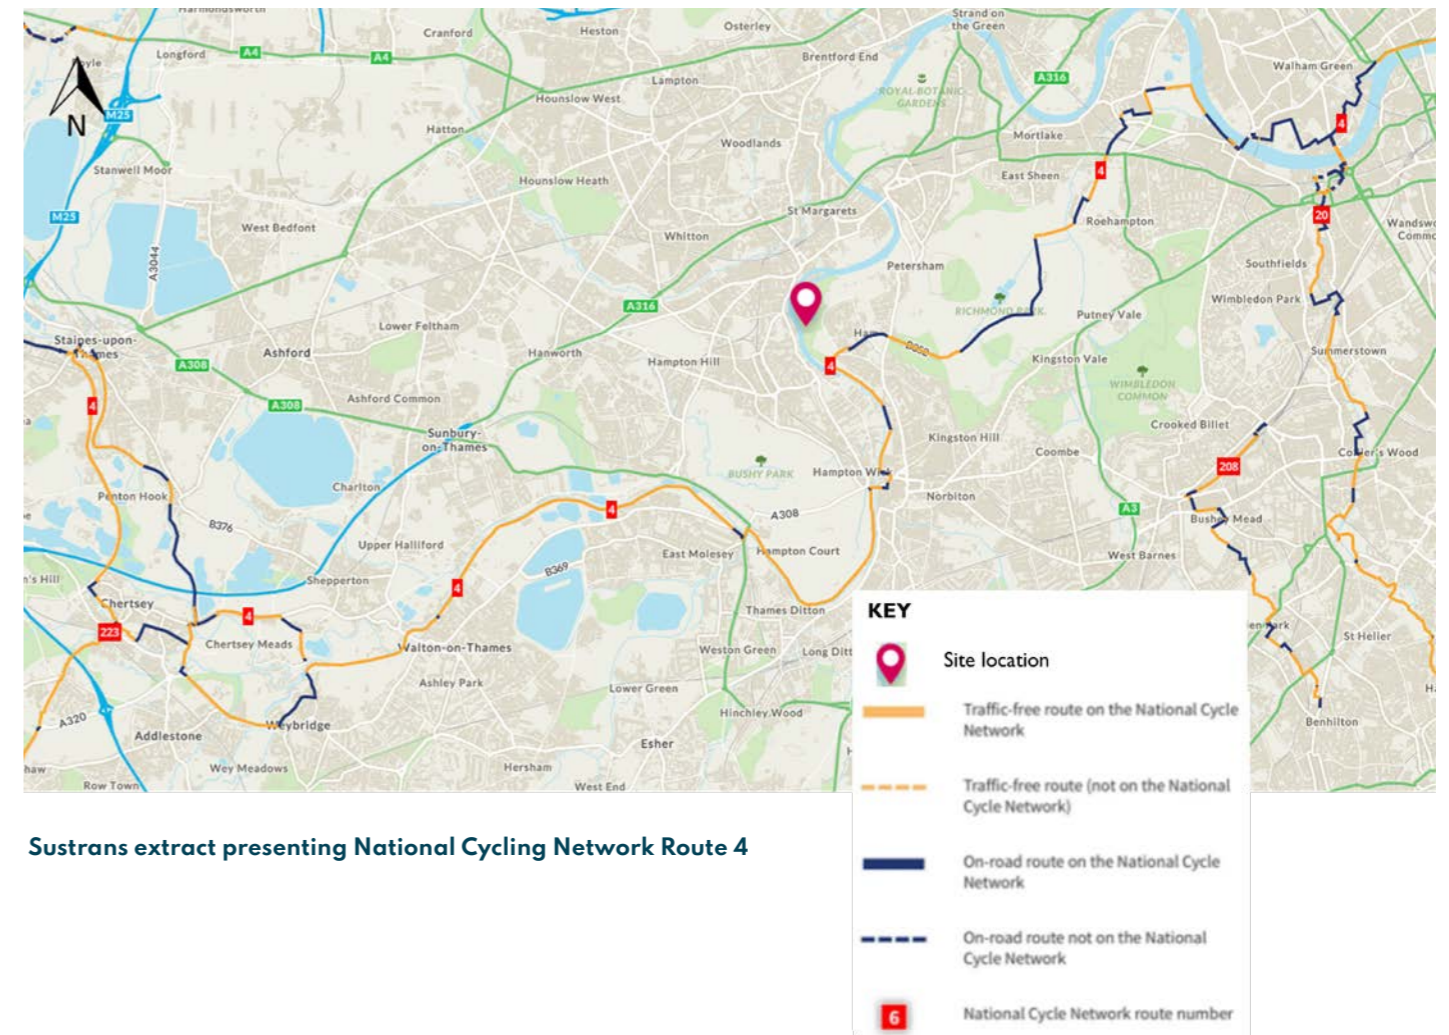 Harmondsworth
Cranford
Heston
Osterley
Strand on
the Green
Longford
A4
A4
Brentford End
A316
Walham Green
Lampton
ROYAL BOTANIC
GARDENS
M25
N
Hounslow West
Hatton
Woodlands
Mortlake
4
Stanwell Moor
Hounslow Heath
East Sheen
4
M25
West Bedfont
Whitton
St Margarets
Roehampton
20
A3044
Petersham
Southfields
A316
RICHMOND PARK
Wimbledon Park
Putney Vale
Lower Feltham
Ham
Staines-upon-
Thames
Ashford
Hanworth
Hampton Hill
Kingston Vale
Summerstown
A308
4
WIMBLEDON
COMMON
4
A308
Ashford Common
Sunbury-
on-Thames
Kingston Hill
Crooked Billet
Coombe
Collier's Wood
BUSHY PARK
Hampton Wick
208
Penton Hook
Charlton
Norbiton
4
A3
A308
Bushey Mead
B376
Upper Halliford
East Molesey
Hampton Court
West Barnes
B369
Shepperton
4
Chertsey
Thames Ditton
4
223
Chertsey Meads
Walton-on-Thames
Weston Green
St Helier
Ashley Park
Lower Green
Hinchley Wood
A320
Weybridge
Addlestone
Esher
Benhilton
Wey Meadows
Hersham
Row Town
West End
KEY
Site location
Traffic-free route on the National Cycle
Network
Traffic-free route (not on the National
Cycle Network)
On-road route on the National Cycle
Network
On-road route not on the National
Cycle Network
6
National Cycle Network route number
Sustrans extract presenting National Cycling Network Route 4